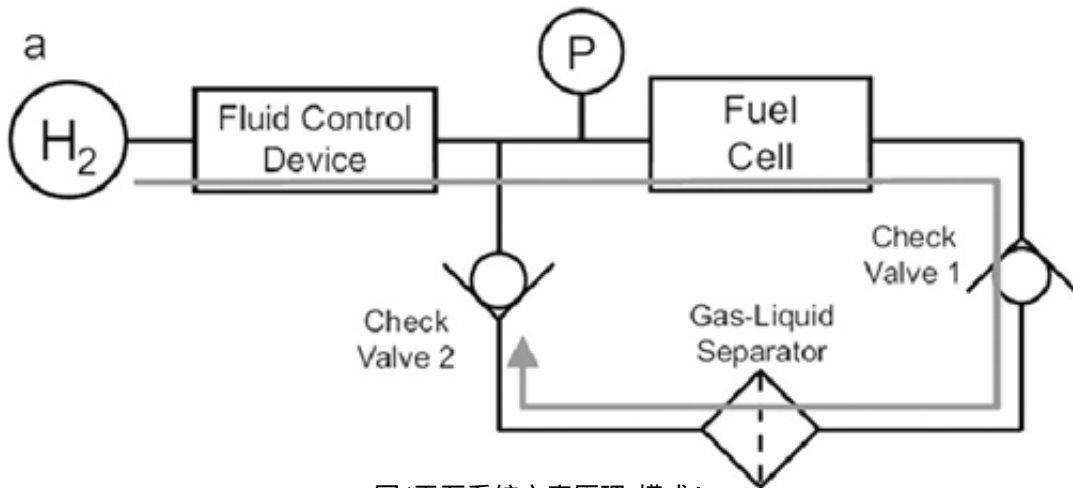 a
P
H₂
Fluid Control
Device
Fuel
Cell
Check
Valve 1
Check
Valve 2
Gas-Liquid
Separator